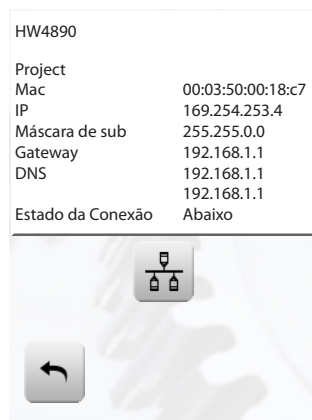 HW4890
Project
Mac 00:03:50:00:18:c7
IP 169.254.253.4
Máscara de sub 255.255.0.0
Gateway 192.168.1.1
DNS 192.168.1.1
192.168.1.1
Estado da Conexão Abaixo